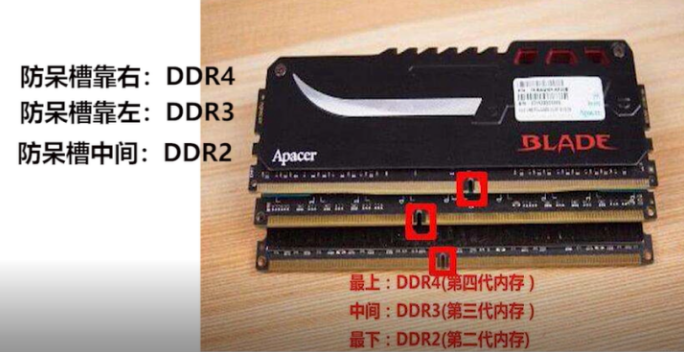 防呆槽靠右：DDR4
防呆槽靠左：DDR3
防呆槽中间：DDR2
Apacer
BLADE
最上：DDR4(第四代内存）
中间：DDR3(第三代内存）
最下：DDR2(第二代内存)